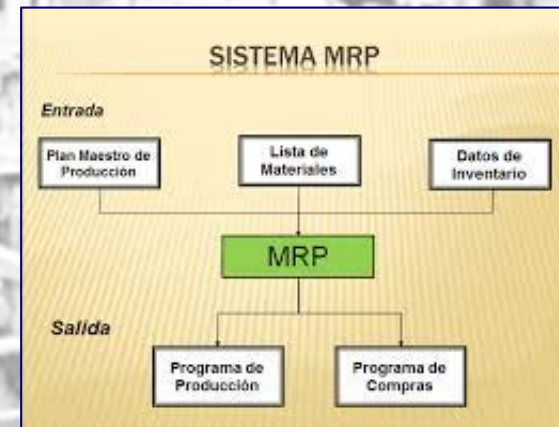 SISTEMA MRP
Entrada
Plan Maestro de
Producción
Lista de
Materiales
Datos de
Inventario
MRP
Salida
Programa de
Producción
Programa de
Compras